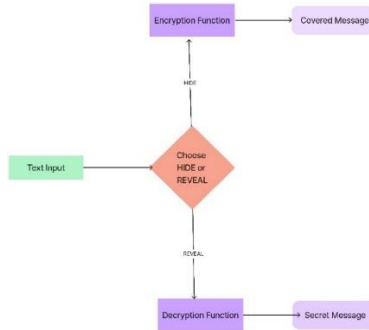 Encryption Function
Covered Message
HIDE
Choose
HIDE or
REVEAL
Text Input
REVEAL
Decryption Function
Secret Message